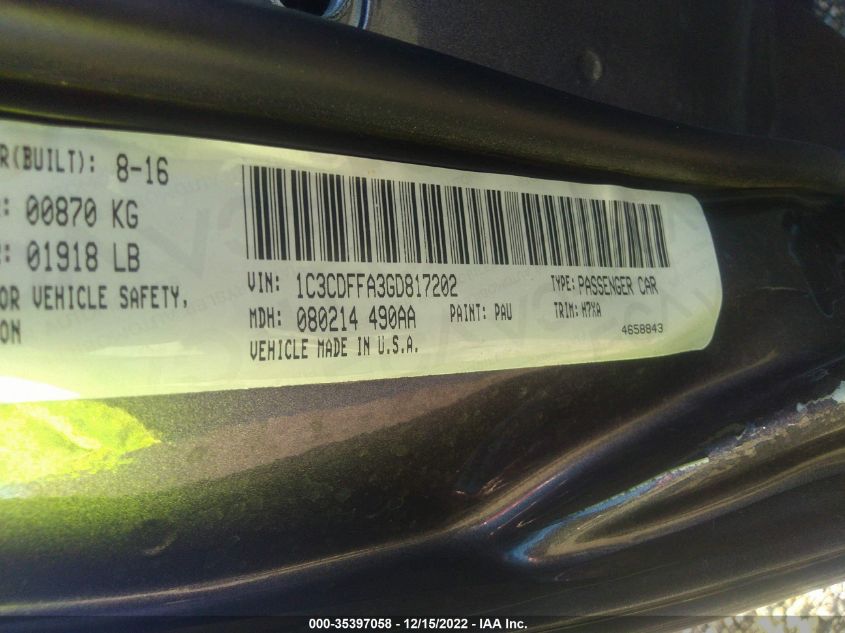 R(BUILT): 8-16
: 00870 KG
: 01918 LB
OR VEHICLE SAFETY,
ON
VIN: 1C3CDFFA3GD817202
TYPE: PASSENGER CAR
MDH: 080214 490AA
PAINT: PAU
TRIM: H7XA
VEHICLE MADE IN U.S.A.
4658843
000-35397058 - 12/15/2022 - IAA Inc.